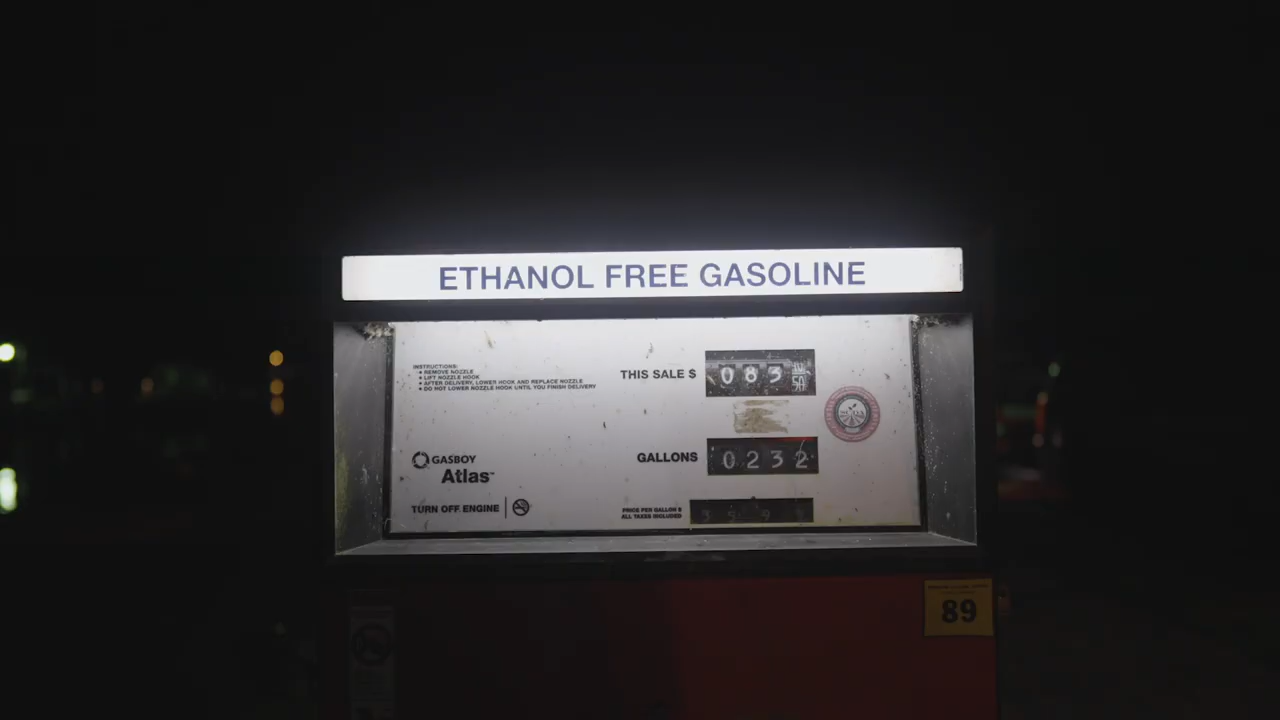 ETHANOL FREE GASOLINE
INSTRUCTIONS:
• REMOVE NOZZLE
• LIFT NOZZLE HOOK
• AFTER DELIVERY, LOWER HOOK AND REPLACE NOZZLE
• DO NOT LOWER NOZZLE HOOK UNTIL YOU FINISH DELIVERY
THIS SALE $ 083
GALLONS 0232
GASBOY
Atlas™
TURN OFF ENGINE
PRICE PER GALLON $
ALL TAXES INCLUDED
89